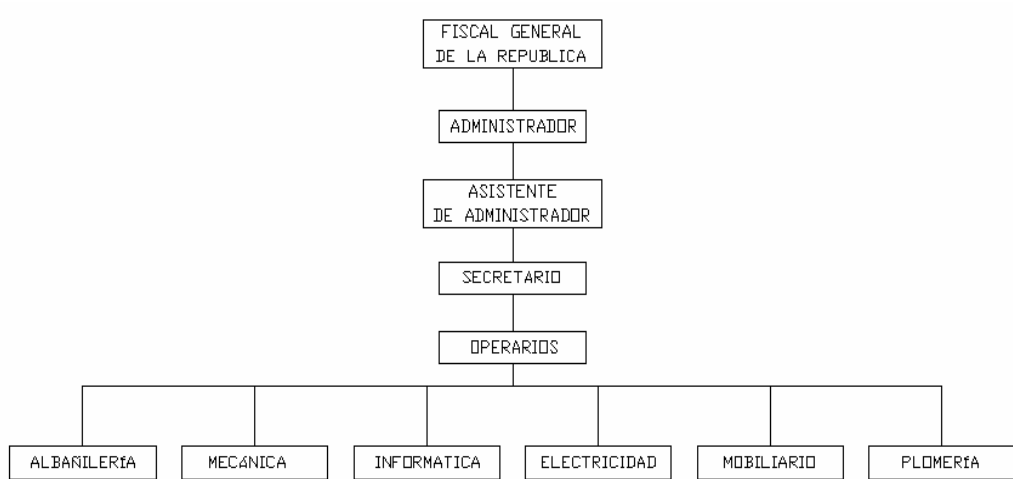 FISCAL GENERAL
DE LA REPUBLICA
ADMINISTRADOR
ASISTENTE
DE ADMINISTRADOR
SECRETARIO
OPERARIOS
ALBAÑILERÍA
MECÁNICA
INFORMATICA
ELECTRICIDAD
MOBILIARIO
PLOMERÍA